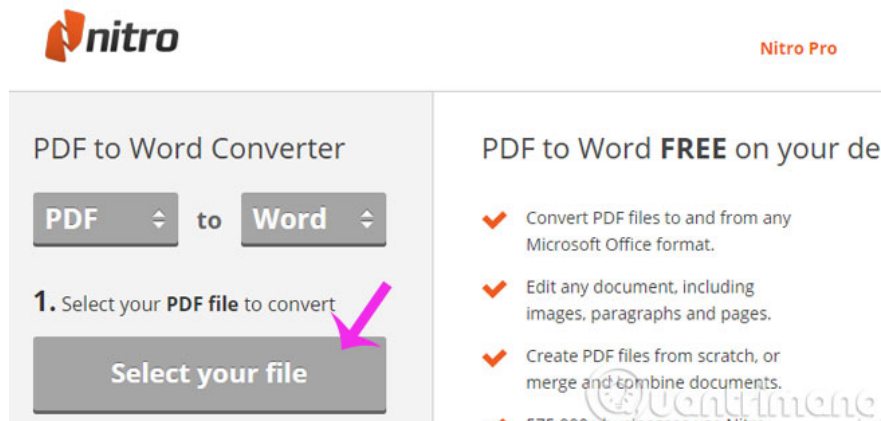 nitro
Nitro Pro
PDF to Word Converter
PDF to Word
1. Select your PDF file to convert
Select your file
PDF to Word FREE on your de
Convert PDF files to and from any
Microsoft Office format.
Edit any document, including
images, paragraphs and pages.
Create PDF files from scratch, or
merge and combine documents.
Quantrimang